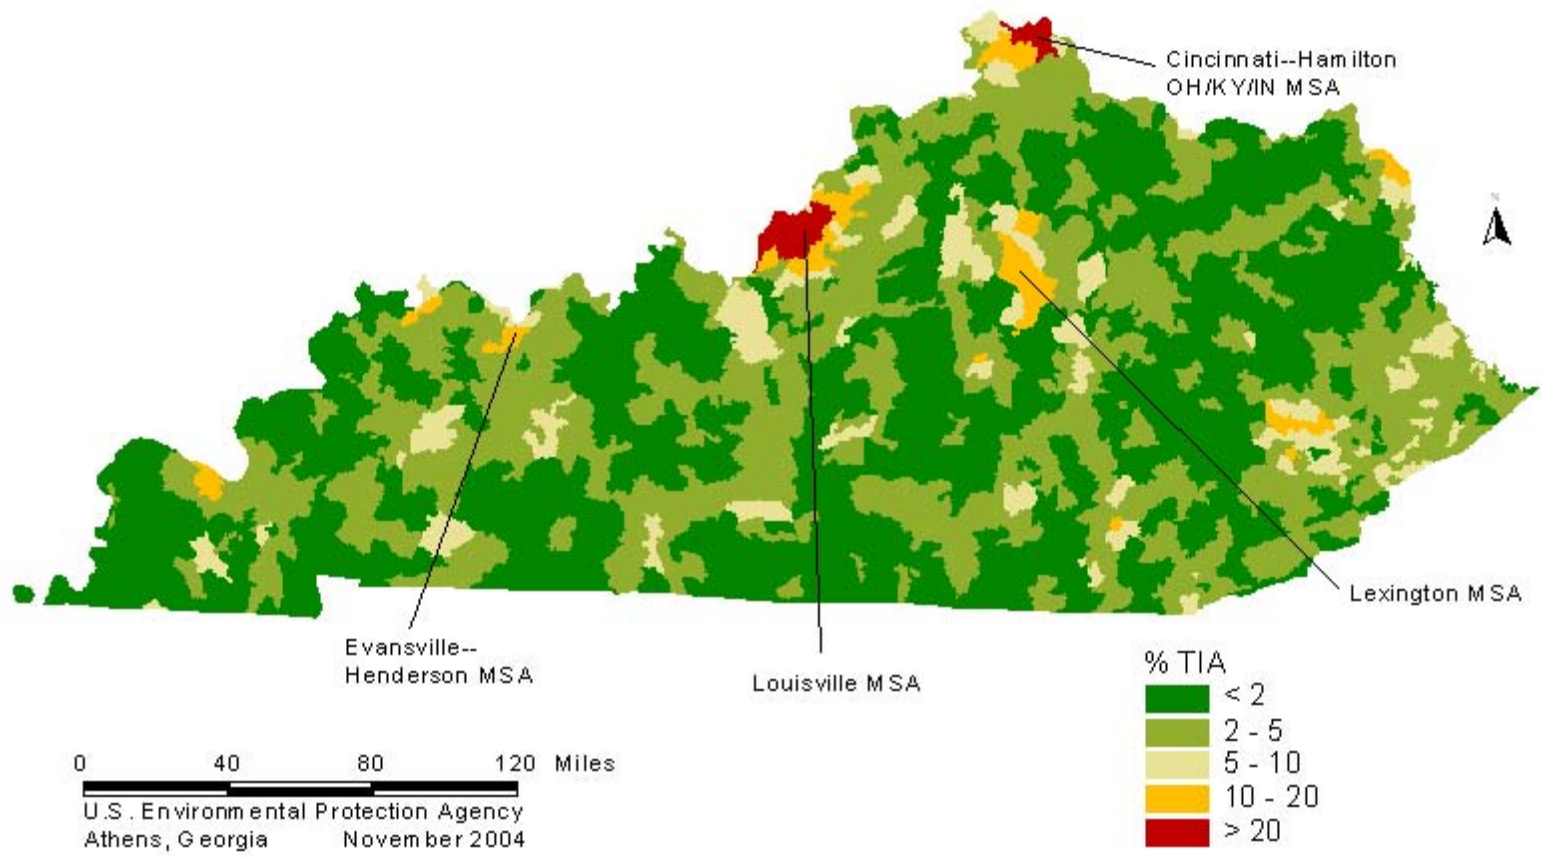 Cincinnati--Hamilton
OH/KY/IN MSA
N
Lexington MSA
Evansville--
Henderson MSA
Louisville MSA
% TIA
< 2
2 - 5
5 - 10
10 - 20
> 20
0 40 80 120 Miles
U.S. Environmental Protection Agency
Athens, Georgia November 2004